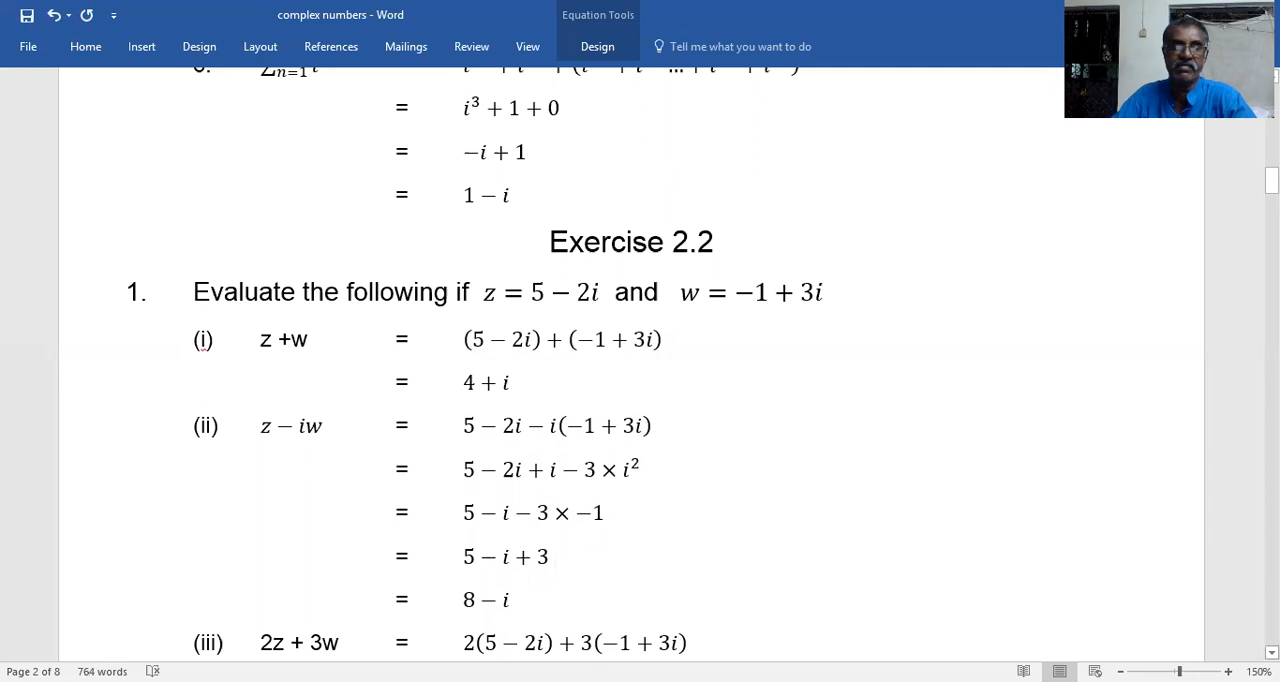 complex numbers - Word
Equation Tools
File Home Insert Design Layout References Mailings Review View Design Tell me what you want to do
= i³ + 1 + 0
= −i + 1
= 1 − i
Exercise 2.2
1. Evaluate the following if z = 5 − 2i and w = −1 + 3i
(i) z +w = (5 − 2i) + (−1 + 3i)
= 4 + i
(ii) z − iw = 5 − 2i − i(−1 + 3i)
= 5 − 2i + i − 3 × i²
= 5 − i − 3 × −1
= 5 − i + 3
= 8 − i
(iii) 2z + 3w = 2(5 − 2i) + 3(−1 + 3i)
Page 2 of 8 764 words 150%